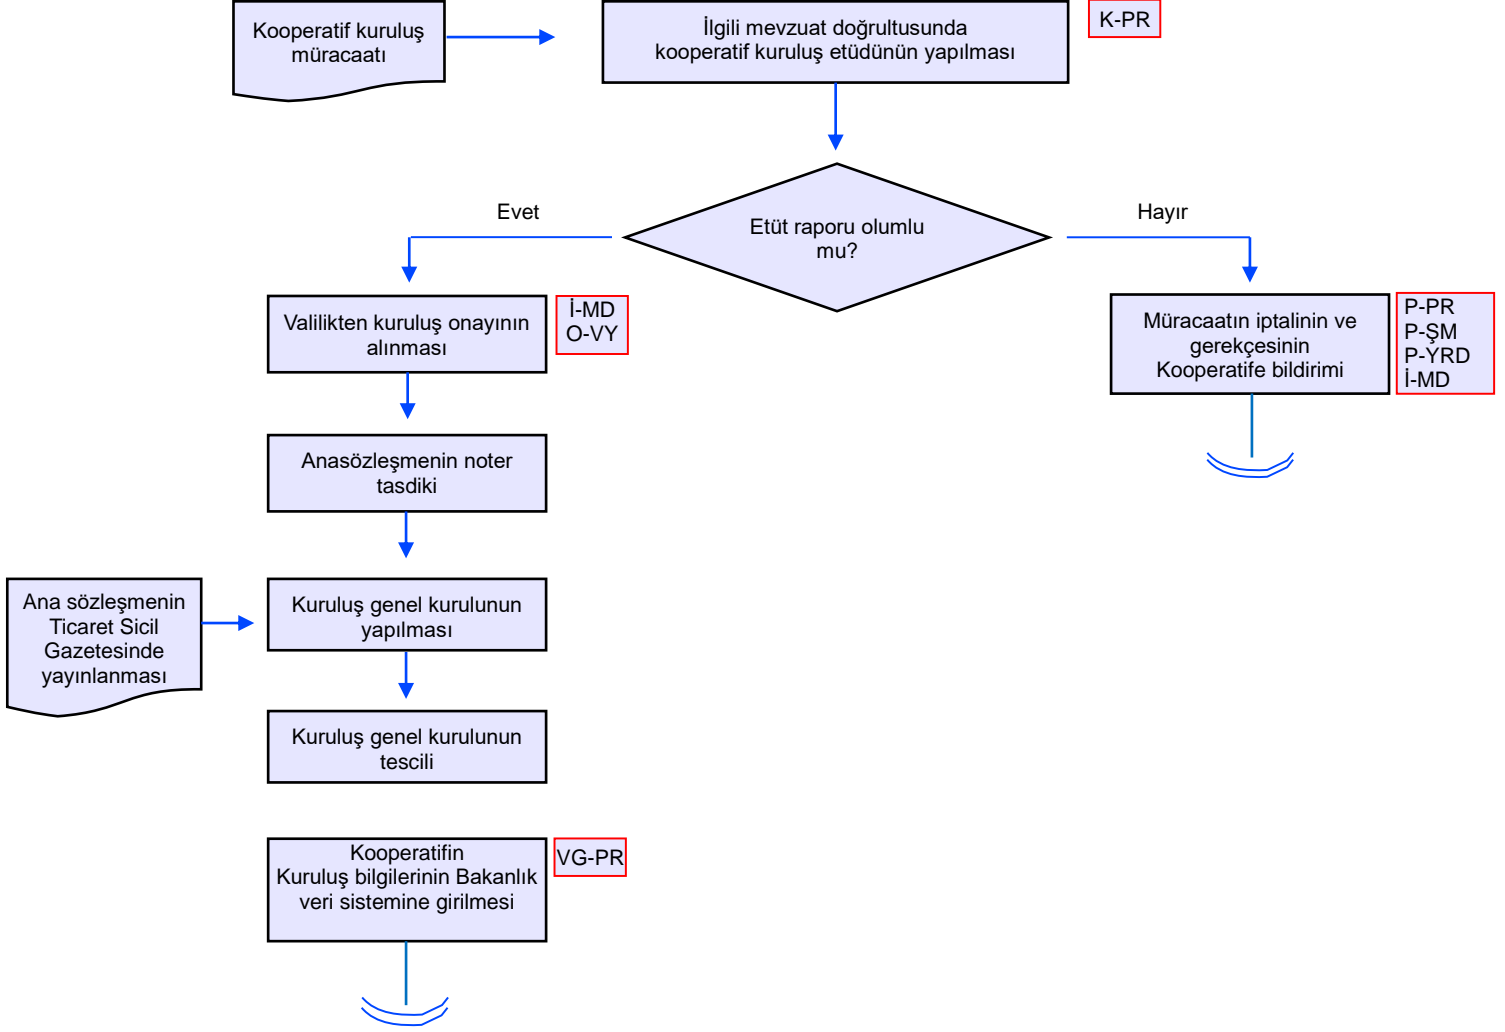 Kooperatif kuruluş
müracaatı
İlgili mevzuat doğrultusunda
kooperatif kuruluş etüdünün yapılması
K-PR
Etüt raporu olumlu
mu?
Evet
Hayır
Valilikten kuruluş onayının
alınması
İ-MD
O-VY
Müracaatın iptalinin ve
gerekçesinin
Kooperatife bildirimi
P-PR
P-ŞM
P-YRD
İ-MD
Anasözleşmenin noter
tasdiki
Ana sözleşmenin
Ticaret Sicil
Gazetesinde
yayınlanması
Kuruluş genel kurulunun
yapılması
Kuruluş genel kurulunun
tescili
Kooperatifin
Kuruluş bilgilerinin Bakanlık
veri sistemine girilmesi
VG-PR